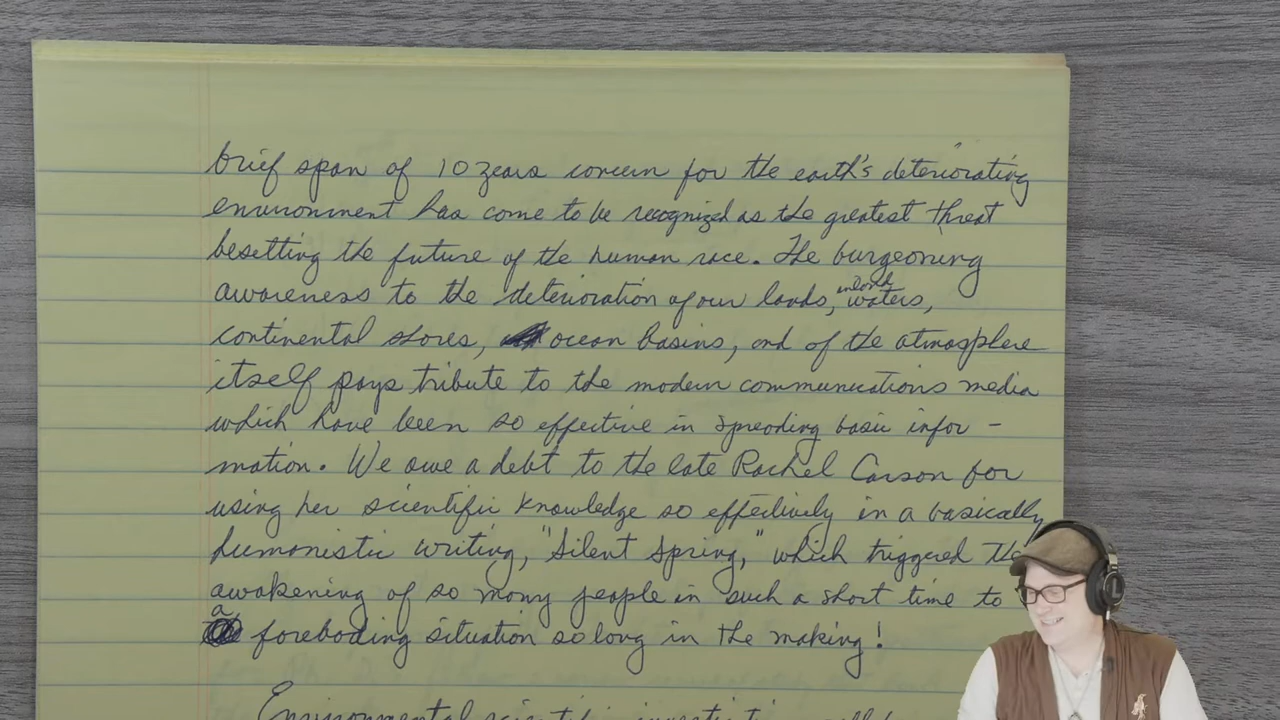 brief span of 10 years concern for the earth's deteriorating
environment has come to be recognized as the greatest threat
besetting the future of the human race. The burgeoning
awareness to the deterioration of our lands, inland waters,
continental shores, ocean basins, and of the atmosphere
itself pays tribute to the modern communications media
which have been so effective in spreading basic infor-
mation. We owe a debt to the late Rachel Carson for
using her scientific knowledge so effectively in a basically
humanistic writing, "Silent Spring," which triggered the
awakening of so many people in such a short time to
a foreboding situation so long in the making!
Environmental scientific